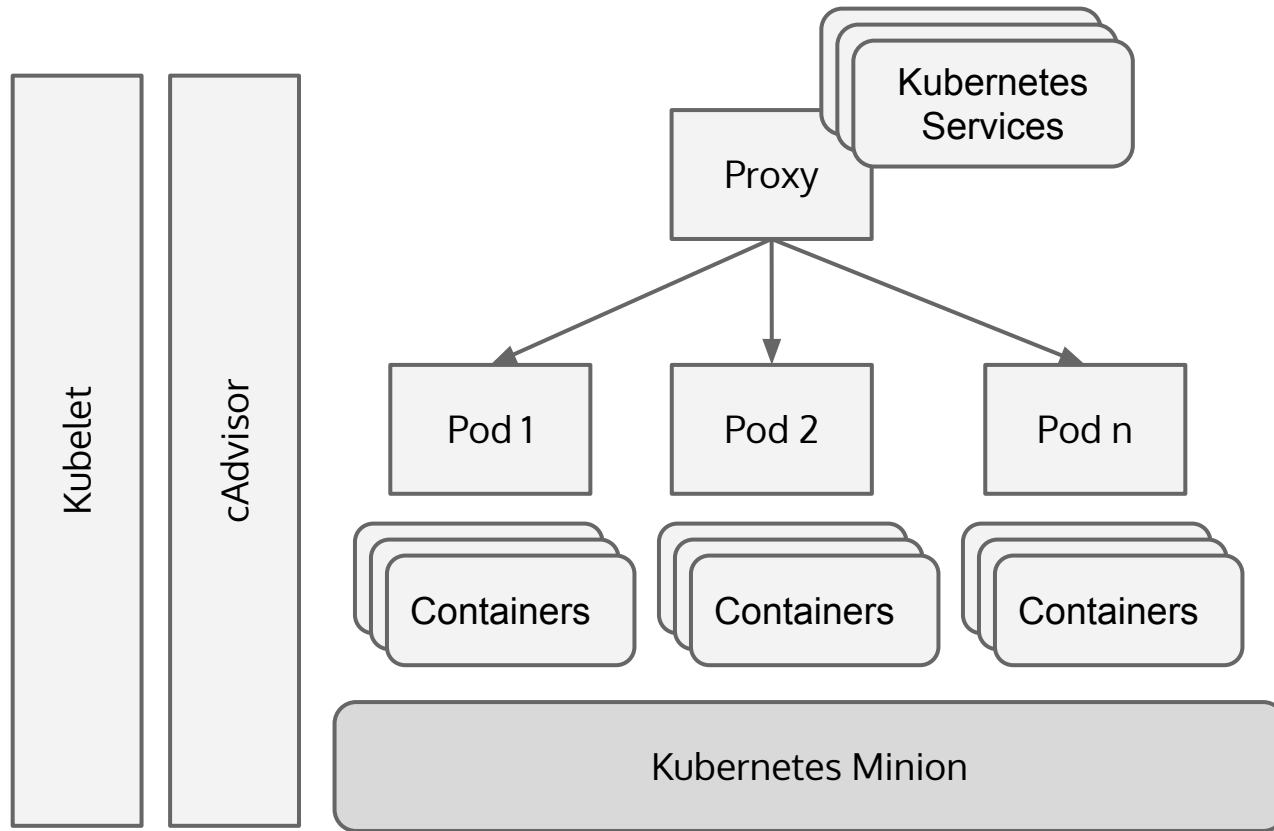 Kubernetes
Services
Proxy
Kubelet
cAdvisor
Pod 1
Pod 2
Pod n
Containers
Containers
Containers
Kubernetes Minion